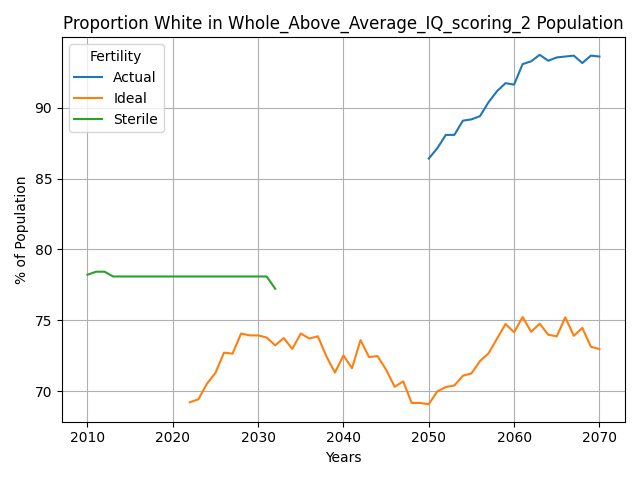 Proportion White in Whole_Above_Average_IQ_scoring_2 Population
Fertility
Actual
Ideal
Sterile
% of Population
90
85
80
75
70
2010 2020 2030 2040 2050 2060 2070
Years